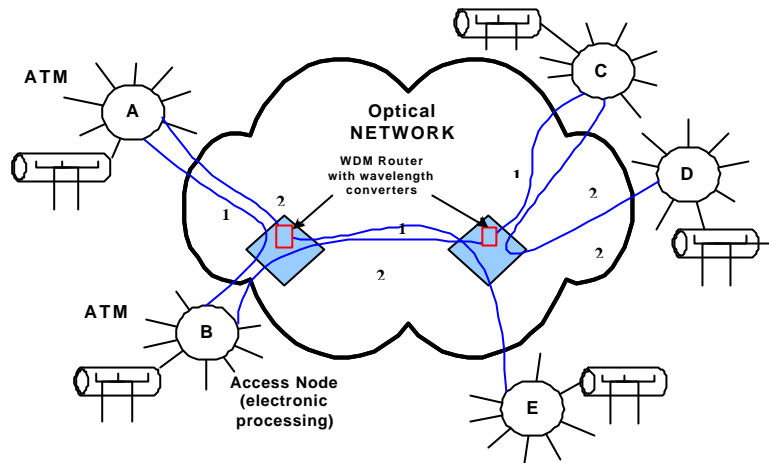 C
ATM
A
Optical
NETWORK
WDM Router
with wavelength
converters
1
2
D
2
1
1
2
2
ATM
B
Access Node
(electronic
processing)
E